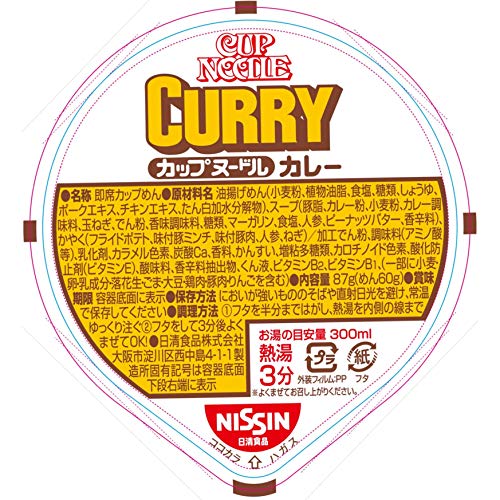 CUP
NOODLE
CURRY
カップヌードル カレー
●名称 即席カップめん●原材料名 油揚げめん(小麦粉、植物油脂、食塩、糖類、しょうゆ、
ポークエキス、チキンエキス、たん白加水分解物)、スープ(豚脂、カレー粉、小麦粉、カレー調
味料、玉ねぎ、でん粉、香味調味料、糖類、マーガリン、食塩、人参、ピーナッツバター、香辛料)、
かやく(フライドポテト、味付豚ミンチ、味付豚肉、人参、ねぎ)/加工でん粉、調味料(アミノ酸
等)、乳化剤、カラメル色素、炭酸Ca、香料、かんすい、増粘多糖類、カロチノイド色素、酸化防
止剤(ビタミンE)、酸味料、香辛料抽出物、くん液、ビタミンB2、ビタミンB1、(一部に小麦・
卵・乳成分・落花生・ごま・大豆・鶏肉・豚肉・りんごを含む)●内容量 87g(めん60g)●賞味
期限 容器底面に表示●保存方法 においが強いもののそばや直射日光を避け、常温
で保存してください●調理方法 ①フタを半分まではがし、熱湯を内側の線まで
ゆっくり注ぐ②フタをして3分後よく
まぜてOK!●日清食品株式会社
大阪市淀川区西中島4-1-1製
造所固有記号は容器底面
下段右端に表示
お湯の目安量 300ml
熱湯
3分
プラ
外装フィルム:PP
紙
フタ
※よくまぜてお召し上がりください。
NISSIN
日清食品
ココカラ ハガス